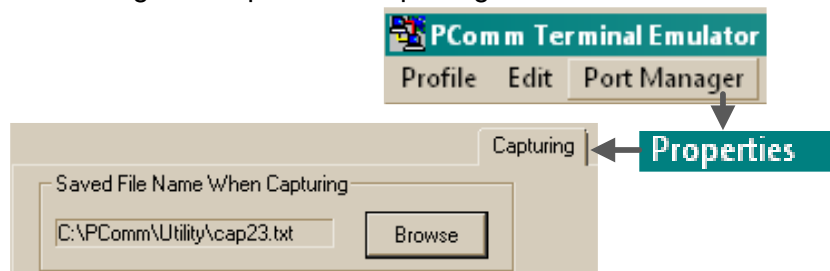 PComm Terminal Emulator
Profile Edit Port Manager
Capturing Properties
Saved File Name When Capturing
C:\PComm\Utility\cap23.txt Browse